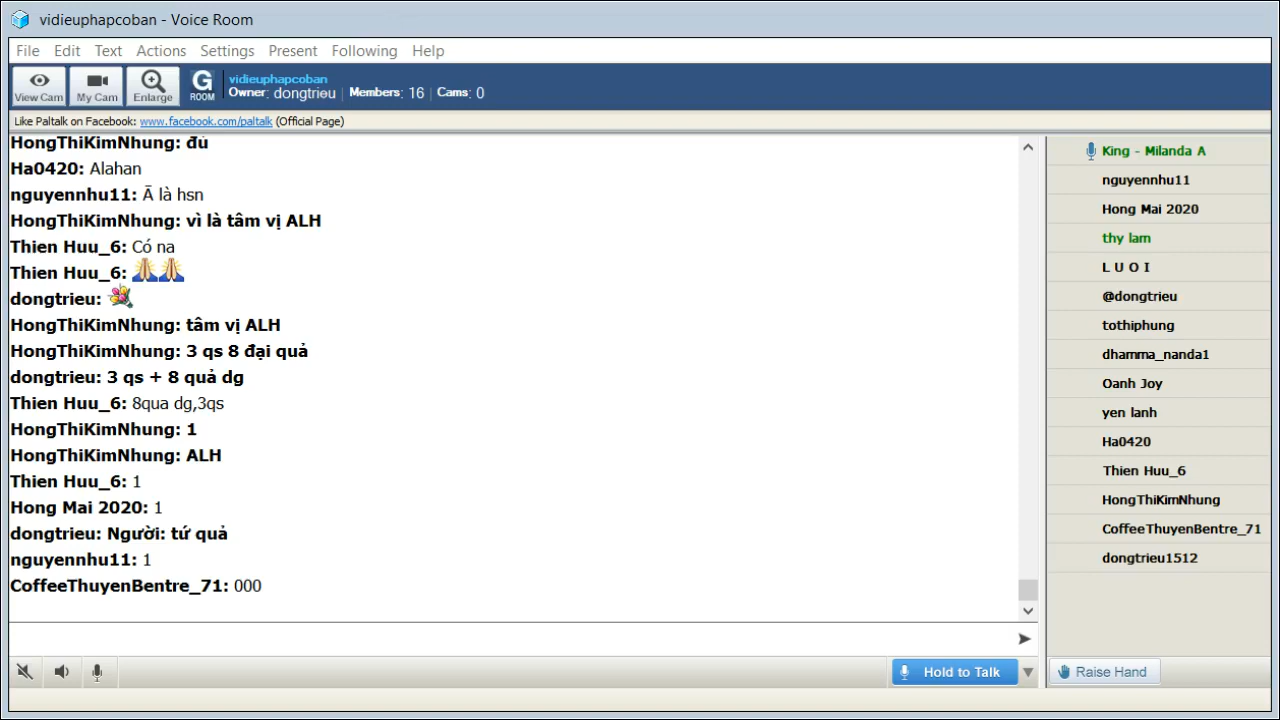 vidieuphapcoban - Voice Room
File Edit Text Actions Settings Present Following Help
View Cam My Cam Enlarge G ROOM vidieuphapcoban
Owner: dongtrieu | Members: 16 | Cams: 0
Like Paltalk on Facebook: www.facebook.com/paltalk (Official Page)
HongThiKimNhung: đủ
Ha0420: Alahan
nguyennhu11: Ã là hsn
HongThiKimNhung: vì là tâm vị ALH
Thien Huu_6: Có na
Thien Huu_6: 🙏🙏
dongtrieu: 💐
HongThiKimNhung: tâm vị ALH
HongThiKimNhung: 3 qs 8 đại quả
dongtrieu: 3 qs + 8 quả dg
Thien Huu_6: 8qua dg,3qs
HongThiKimNhung: 1
HongThiKimNhung: ALH
Thien Huu_6: 1
Hong Mai 2020: 1
dongtrieu: Người: tứ quả
nguyennhu11: 1
CoffeeThuyenBentre_71: 000
Hold to Talk
King - Milanda A
nguyennhu11
Hong Mai 2020
thy lam
L U O I
@dongtrieu
tothiphung
dhamma_nanda1
Oanh Joy
yen lanh
Ha0420
Thien Huu_6
HongThiKimNhung
CoffeeThuyenBentre_71
dongtrieu1512
Raise Hand